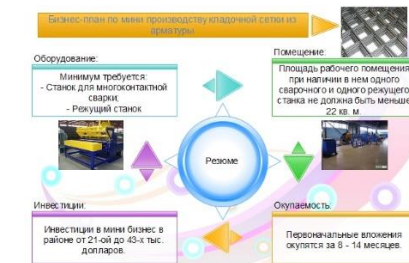 Бизнес-план по мини производству кладочной сетки из
арматуры
Оборудование:
Минимум требуется:
- Станок для многоконтактной
сварки;
- Режущий станок
Помещение:
Площадь рабочего помещения
при наличии в нем одного
сварочного и одного режущего
станка не должна быть меньше
22 кв. м.
Резюме
Инвестиции:
Инвестиции в мини бизнес в
районе от 21-ой до 43-х тыс.
долларов.
Окупаемость:
Первоначальные вложения
окупятся за 8 - 14 месяцев.